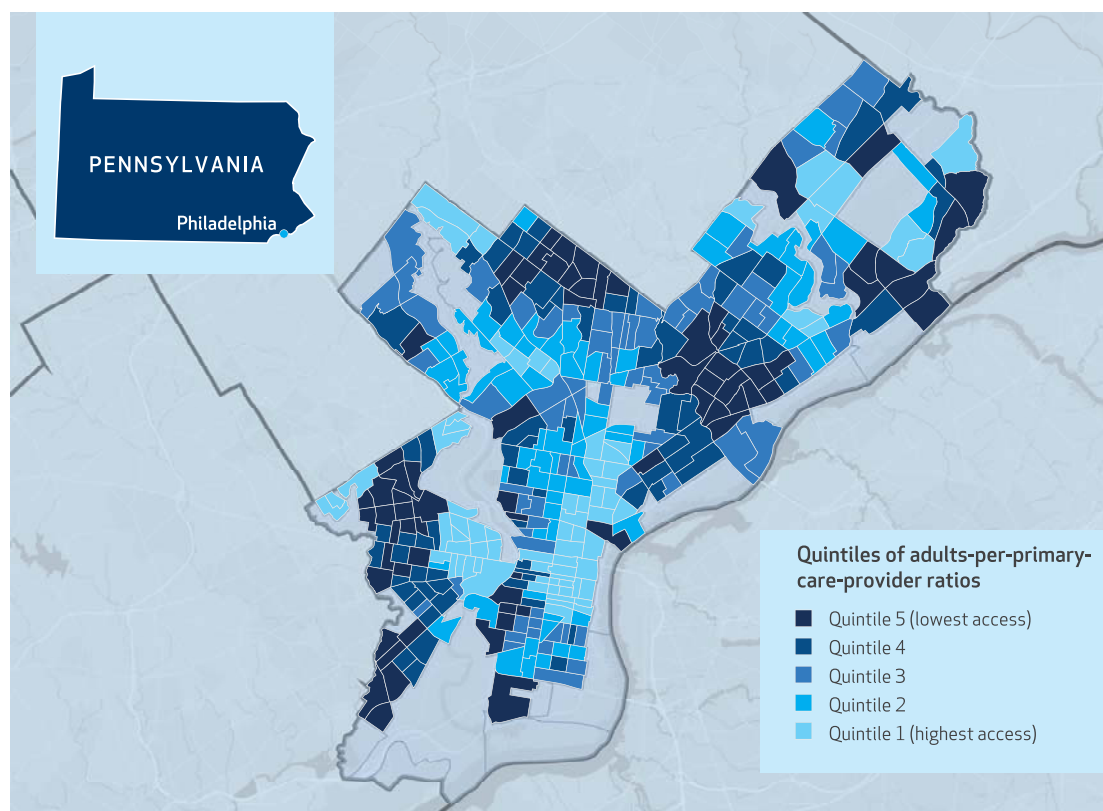 PENNSYLVANIA
Philadelphia
Quintiles of adults-per-primary-
care-provider ratios
Quintile 5 (lowest access)
Quintile 4
Quintile 3
Quintile 2
Quintile 1 (highest access)